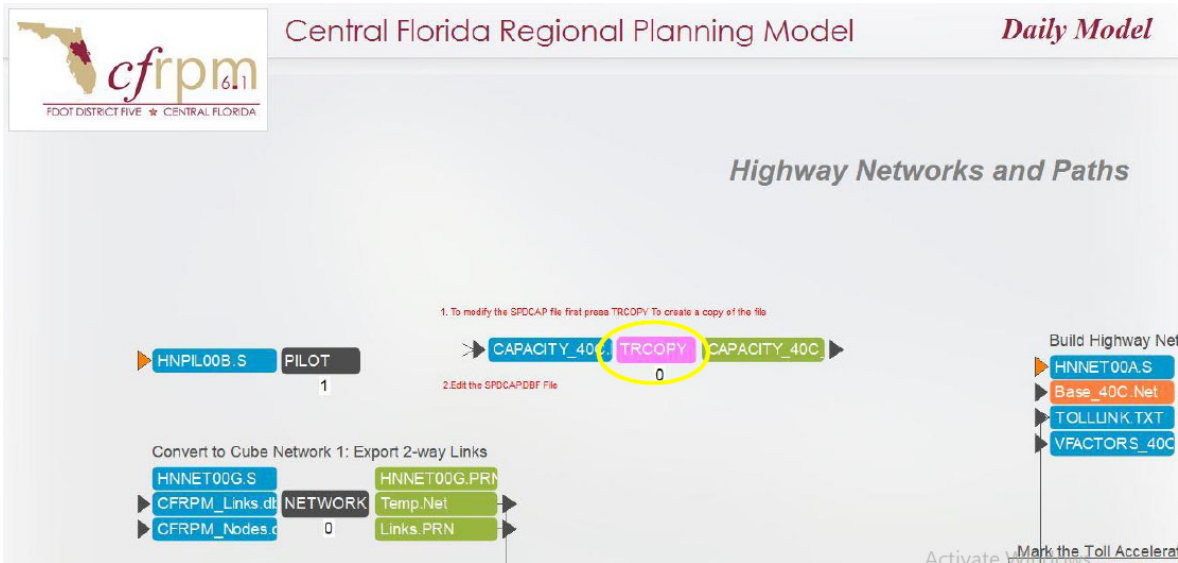 Central Florida Regional Planning Model
Daily Model
cfrpm
6.1
FDOT DISTRICT FIVE ★ CENTRAL FLORIDA
Highway Networks and Paths
1. To modify the SPDCAP file first press TRCOPY To create a copy of the file
CAPACITY_40C. TRCOPY CAPACITY_40C
0
2.Edit the SPDCAP.DBF File
HNPIL00B.S PILOT
1
Build Highway Net
HNNET00A.S
Base_40C.Net
TOLLLINK.TXT
VFACTORS_40C
Convert to Cube Network 1: Export 2-way Links
HNNET00G.S HNNET00G.PRN
CFRPM_Links.db NETWORK Temp.Net
CFRPM_Nodes.d 0 Links.PRN
Activate Windows
Mark the Toll Accelerat